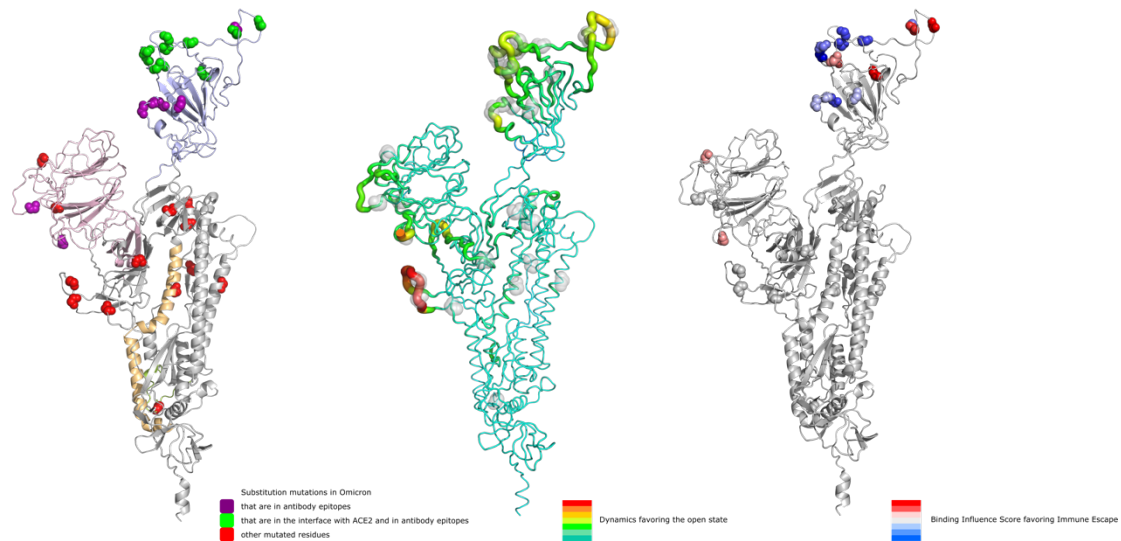 Substitution mutations in Omicron
that are in antibody epitopes
that are in the interface with ACE2 and in antibody epitopes
other mutated residues
Dynamics favoring the open state
Binding Influence Score favoring Immune Escape